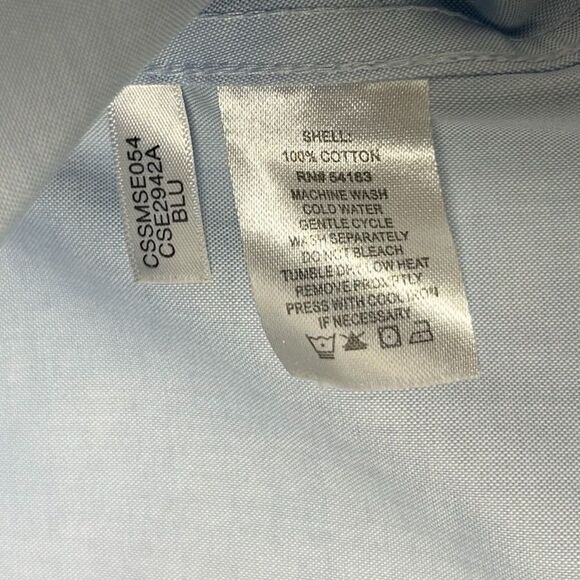 CSSMSE054
CSE2942A
BLU
SHELL:
100% COTTON
RN# 54163
MACHINE WASH
COLD WATER
GENTLE CYCLE
WASH SEPARATELY
DO NOT BLEACH
TUMBLE DRY LOW HEAT
REMOVE PROMPTLY
PRESS WITH COOL IRON
IF NECESSARY